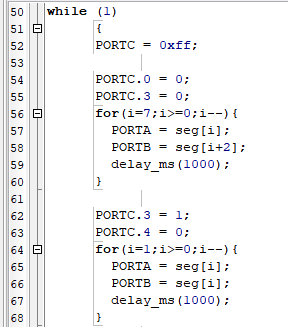 50 while (1)
51 {
52 PORTC = 0xff;
53
54 PORTC.0 = 0;
55 PORTC.3 = 0;
56 for(i=7;i>=0;i--){
57 PORTA = seg[i];
58 PORTB = seg[i+2];
59 delay_ms(1000);
60 }
61
62 PORTC.3 = 1;
63 PORTC.4 = 0;
64 for(i=1;i>=0;i--){
65 PORTA = seg[i];
66 PORTB = seg[i];
67 delay_ms(1000);
68 }